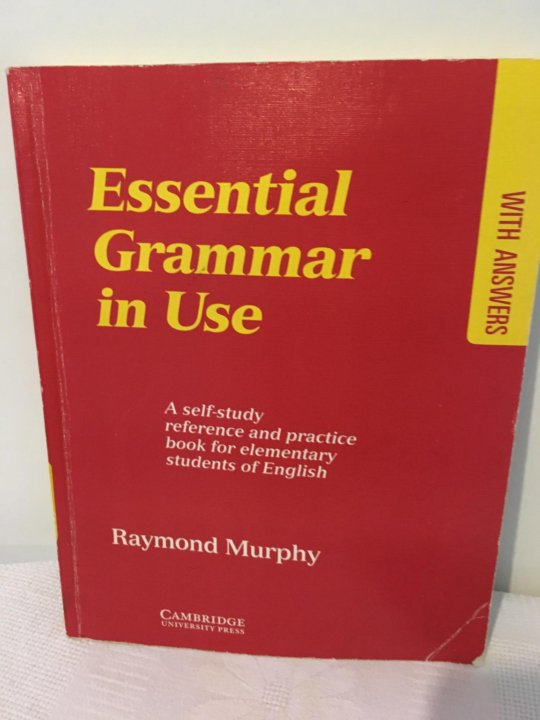 Essential
Grammar
in Use
WITH ANSWERS
A self-study
reference and practice
book for elementary
students of English
Raymond Murphy
CAMBRIDGE
UNIVERSITY PRESS